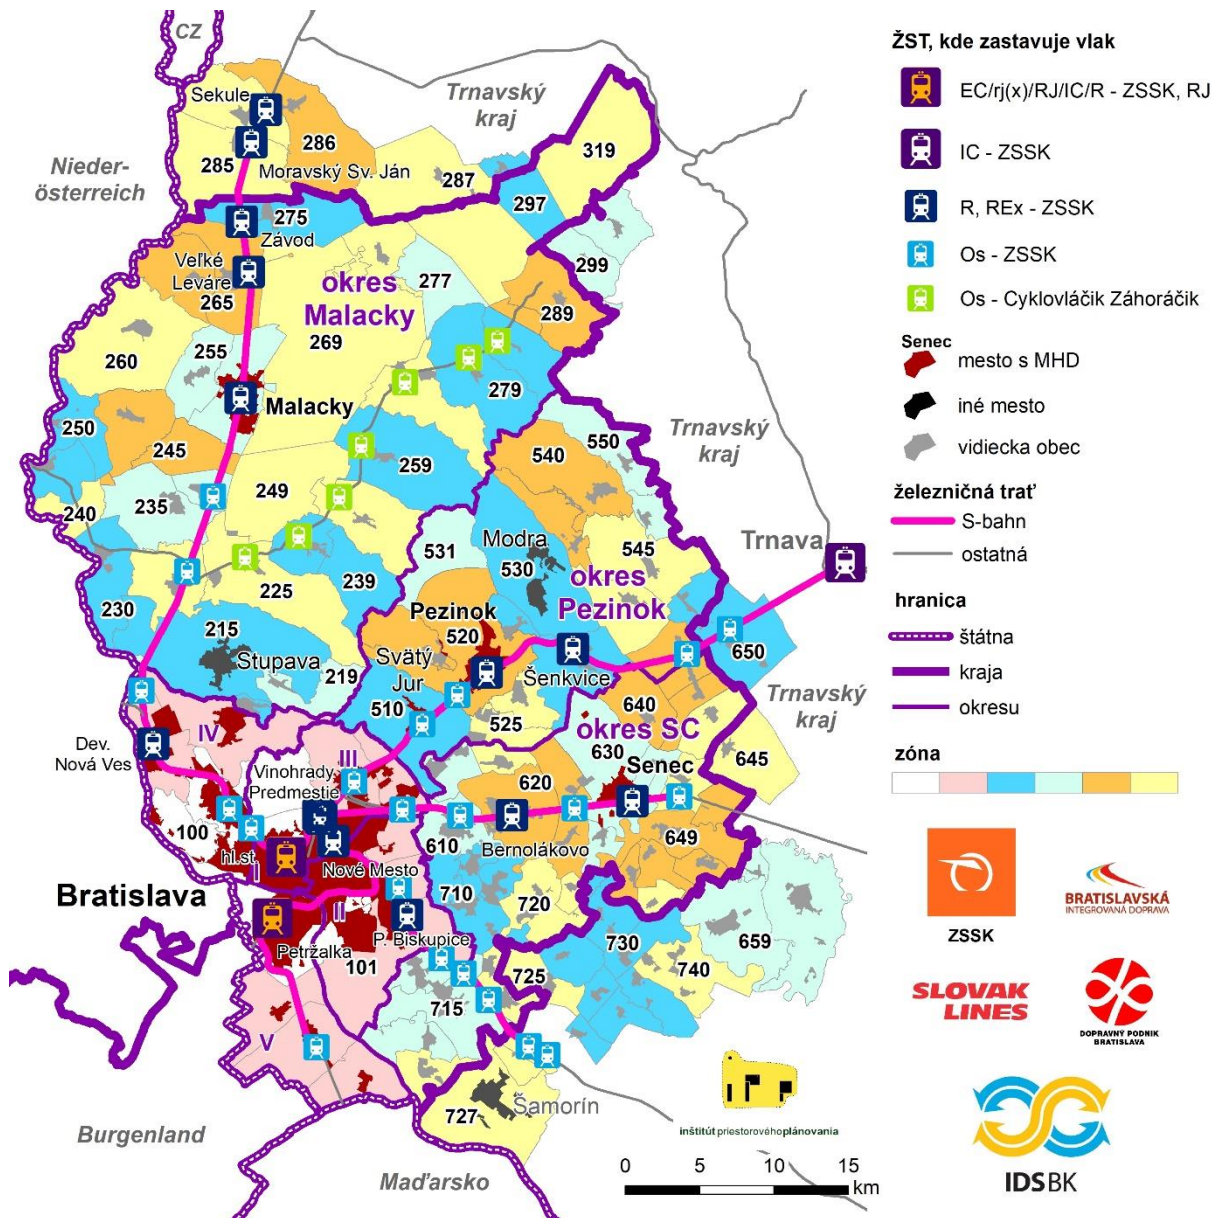 CZ
Sekule
Trnavský
kraj
286
319
285
Moravský Sv. Ján
287
Nieder-
österreich
297
275
Závod
299
Veľké
Leváre
265
okres
Malacky
277
289
269
260
255
279
Malacky
250
245
Trnavský
kraj
550
540
259
249
235
240
Modra
530
531
545
Trnava
239
225
okres
Pezinok
230
Pezinok
520
215
Stupava
219
Svätý
Jur
510
Šenkvice
650
525
640
okres SC
630
645
Trnavský
kraj
IV
III
Dev.
Nová Ves
Vinohrady
Predmestie
620
Senec
100
hl.st.
I
Nové Mesto
610
Bernolákovo
649
Bratislava
II
710
720
Petržalka
P. Biskupice
101
730
659
725
740
715
V
Šamorín
727
Burgenland
Maďarsko
ŽST, kde zastavuje vlak
EC/rj(x)/RJ/IC/R - ZSSK, RJ
IC - ZSSK
R, REx - ZSSK
Os - ZSSK
Os - Cyklovláčik Záhoráčik
Senec
mesto s MHD
iné mesto
vidiecka obec
železničná trať
S-bahn
ostatná
hranica
štátna
kraja
okresu
zóna
ZSSK
BRATISLAVSKÁ
INTEGROVANÁ DOPRAVA
SLOVAK
LINES
DOPRAVNÝ PODNIK
BRATISLAVA
inštitút priestorového plánovania
0 5 10 15
km
IDS BK